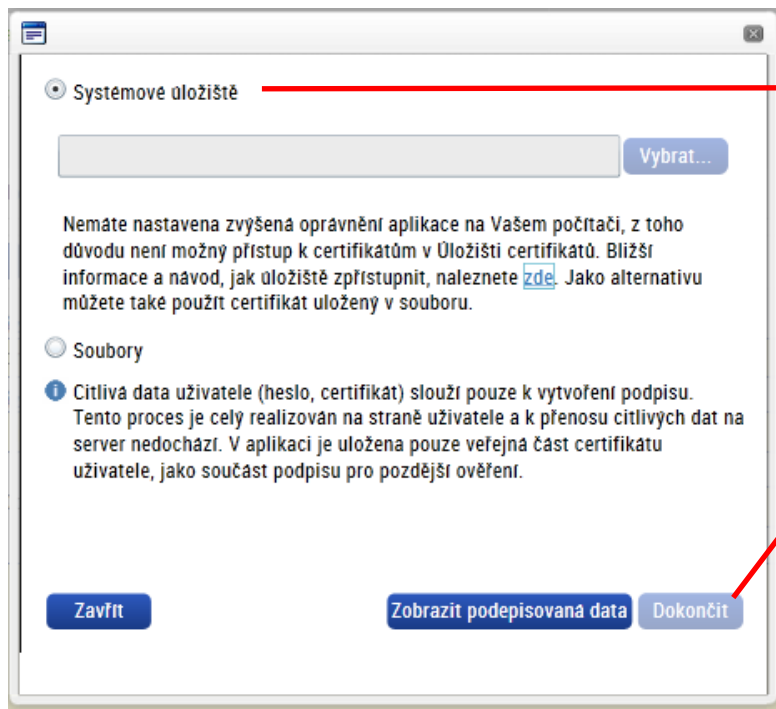 Systémové úložiště
Vybrat...
Nemáte nastavena zvýšená oprávnění aplikace na Vašem počítači, z toho
důvodu není možný přístup k certifikátům v Úložišti certifikátů. Bližší
informace a návod, jak úložiště zpřístupnit, naleznete zde. Jako alternativu
můžete také použít certifikát uložený v souboru.
Soubory
Citlivá data uživatele (heslo, certifikát) slouží pouze k vytvoření podpisu.
Tento proces je celý realizován na straně uživatele a k přenosu citlivých dat na
server nedochází. V aplikaci je uložena pouze veřejná část certifikátu
uživatele, jako součást podpisu pro pozdější ověření.
Zavřít Zobrazit podepisovaná data Dokončit